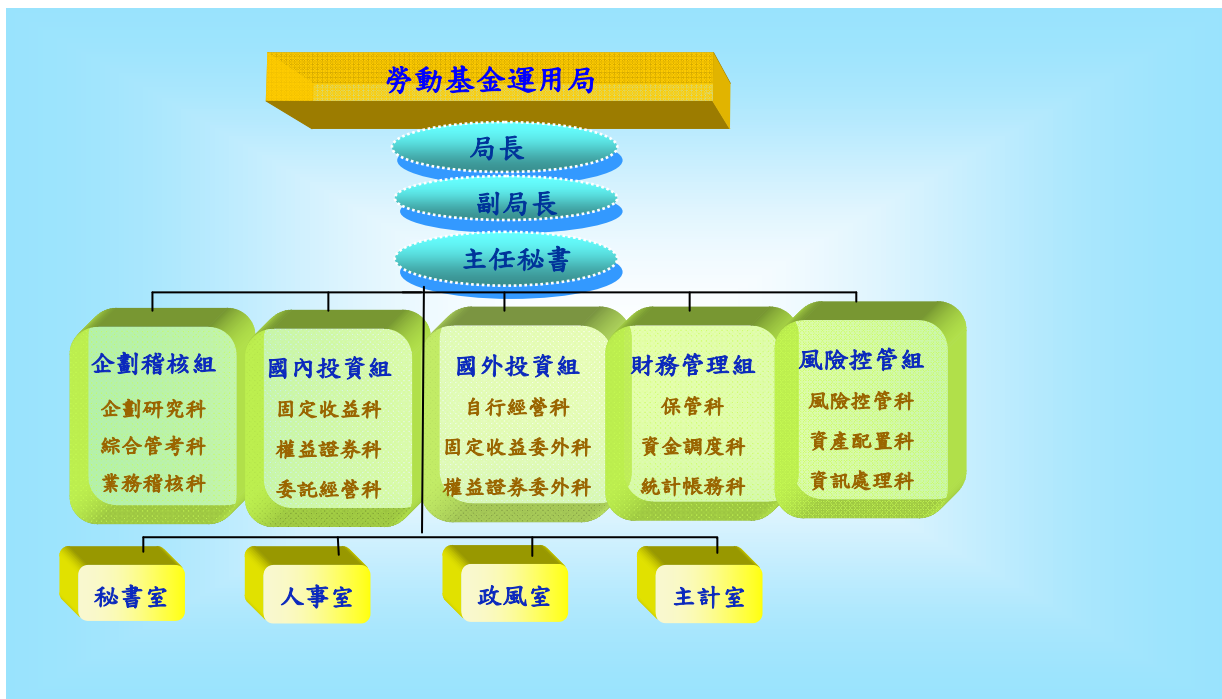 勞動基金運用局
局長
副局長
主任秘書
企劃稽核組
企劃研究科
綜合管考科
業務稽核科
國內投資組
固定收益科
權益證券科
委託經營科
國外投資組
自行經營科
固定收益委外科
權益證券委外科
財務管理組
保管科
資金調度科
統計帳務科
風險控管組
風險控管科
資產配置科
資訊處理科
秘書室
人事室
政風室
主計室